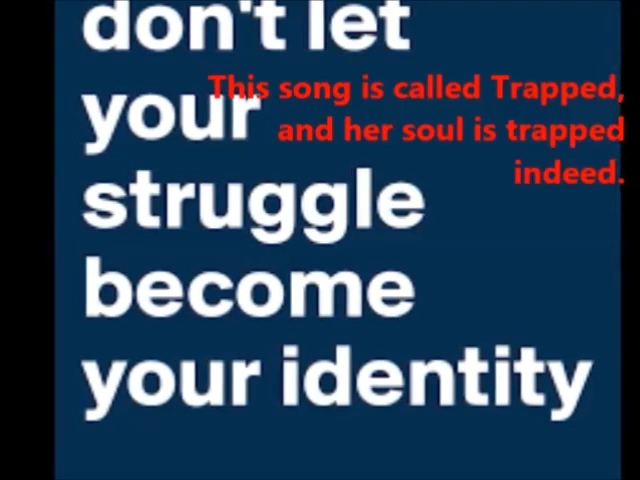 don't let
your
struggle
become
your identity
This song is called Trapped,
and her soul is trapped
indeed.